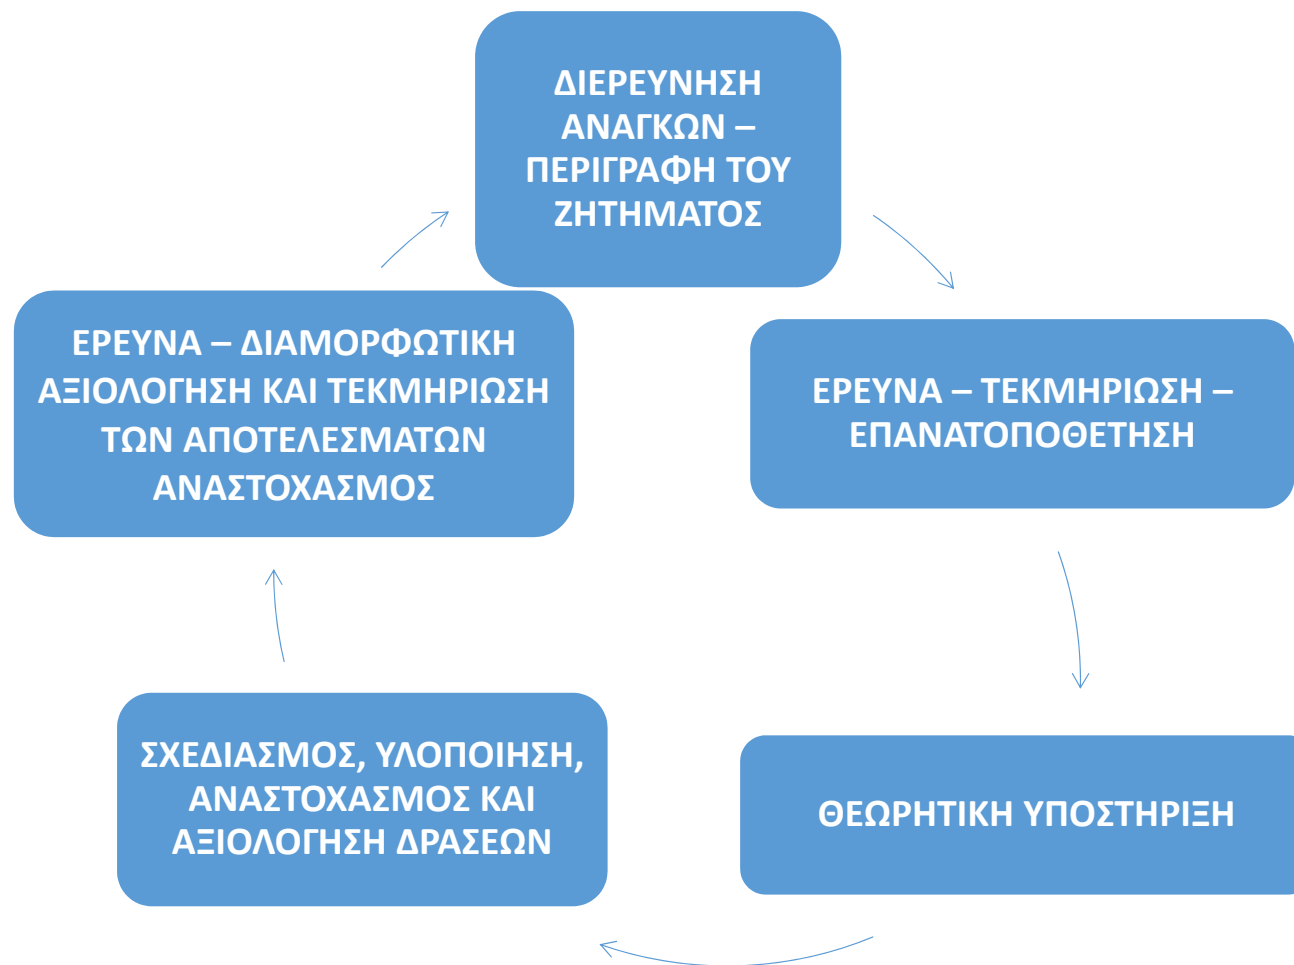 ΔΙΕΡΕΥΝΗΣΗ
ΑΝΑΓΚΩΝ –
ΠΕΡΙΓΡΑΦΗ ΤΟΥ
ΖΗΤΗΜΑΤΟΣ
ΕΡΕΥΝΑ – ΤΕΚΜΗΡΙΩΣΗ –
ΕΠΑΝΑΤΟΠΟΘΕΤΗΣΗ
ΘΕΩΡΗΤΙΚΗ ΥΠΟΣΤΗΡΙΞΗ
ΣΧΕΔΙΑΣΜΟΣ, ΥΛΟΠΟΙΗΣΗ,
ΑΝΑΣΤΟΧΑΣΜΟΣ ΚΑΙ
ΑΞΙΟΛΟΓΗΣΗ ΔΡΑΣΕΩΝ
ΕΡΕΥΝΑ – ΔΙΑΜΟΡΦΩΤΙΚΗ
ΑΞΙΟΛΟΓΗΣΗ ΚΑΙ ΤΕΚΜΗΡΙΩΣΗ
ΤΩΝ ΑΠΟΤΕΛΕΣΜΑΤΩΝ
ΑΝΑΣΤΟΧΑΣΜΟΣ